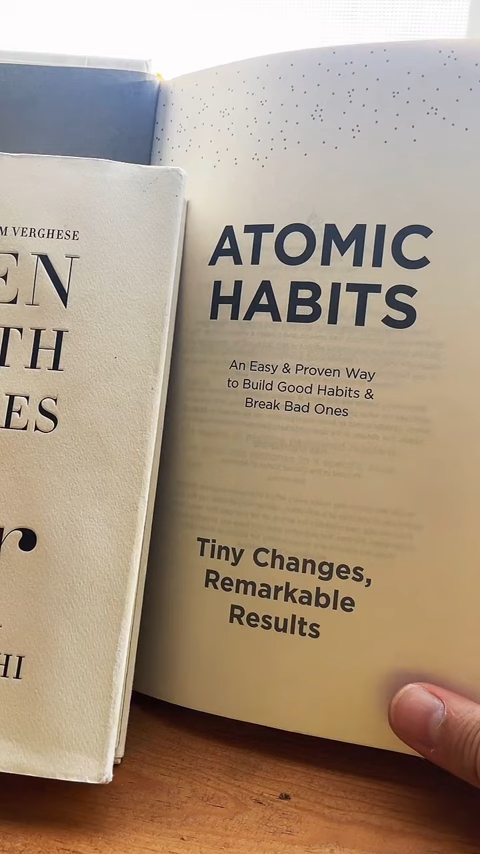 M VERGHESE
EN
TH
ES
r
HI
ATOMIC
HABITS
An Easy & Proven Way
to Build Good Habits &
Break Bad Ones
Tiny Changes,
Remarkable
Results